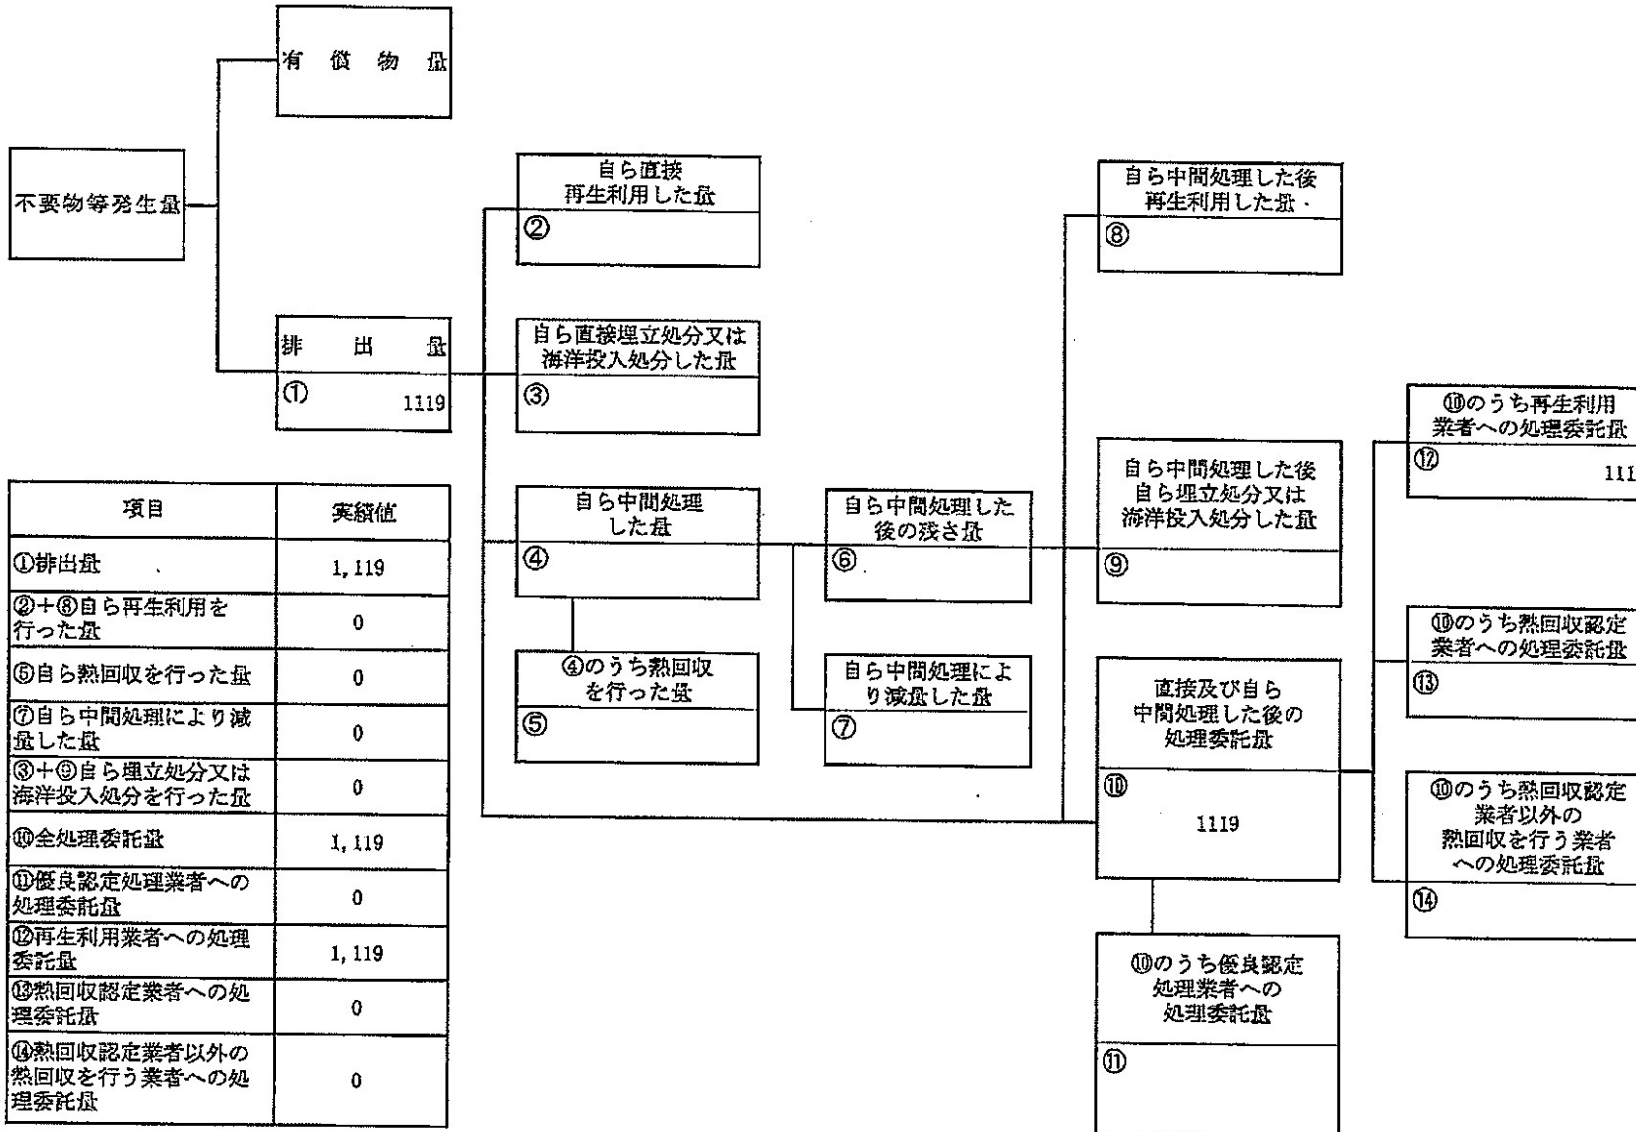 有償物量
不要物等発生量
排出量
①
1119
自ら直接
再生利用した量
②
自ら直接埋立処分又は
海洋投入処分した量
③
自ら中間処理
した量
④
④のうち熱回収
を行った量
⑤
自ら中間処理した
後の残さ量
⑥
自ら中間処理によ
り減量した量
⑦
自ら中間処理した後
再生利用した量
⑧
自ら中間処理した後
自ら埋立処分又は
海洋投入処分した量
⑨
直接及び自ら
中間処理した後の
処理委託量
⑩
1119
⑩のうち優良認定
処理業者への
処理委託量
⑪
⑩のうち再生利用
業者への処理委託量
⑫
111
⑩のうち熱回収認定
業者への処理委託量
⑬
⑩のうち熱回収認定
業者以外の
熱回収を行う業者
への処理委託量
⑭
項目 実績値
①排出量 1,119
②+⑧自ら再生利用を
行った量 0
⑤自ら熱回収を行った量 0
⑦自ら中間処理により減
量した量 0
③+⑨自ら埋立処分又は
海洋投入処分を行った量 0
⑩全処理委託量 1,119
⑪優良認定処理業者への
処理委託量 0
⑫再生利用業者への処理
委託量 1,119
⑬熱回収認定業者への処
理委託量 0
⑭熱回収認定業者以外の
熱回収を行う業者への処
理委託量 0